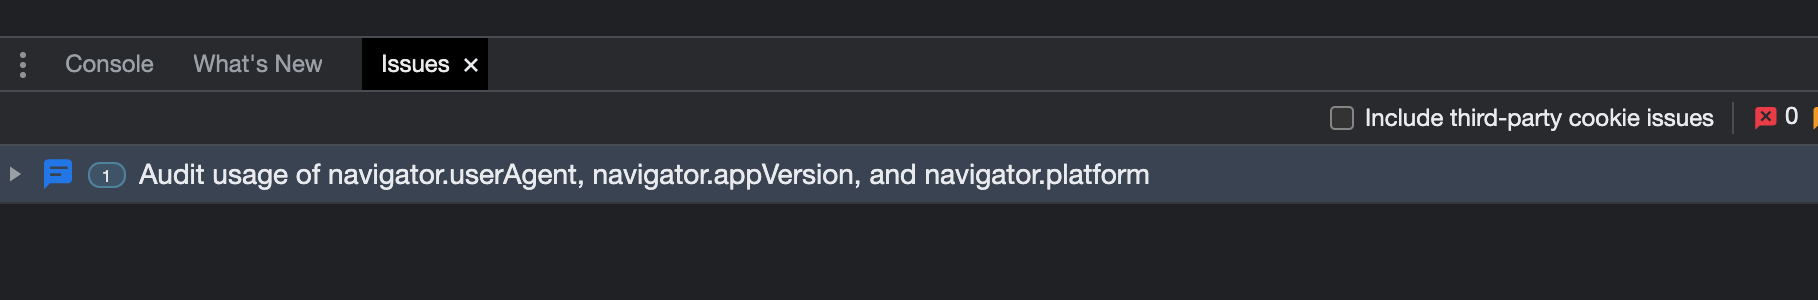 Console What's New Issues
Include third-party cookie issues 0
1 Audit usage of navigator.userAgent, navigator.appVersion, and navigator.platform